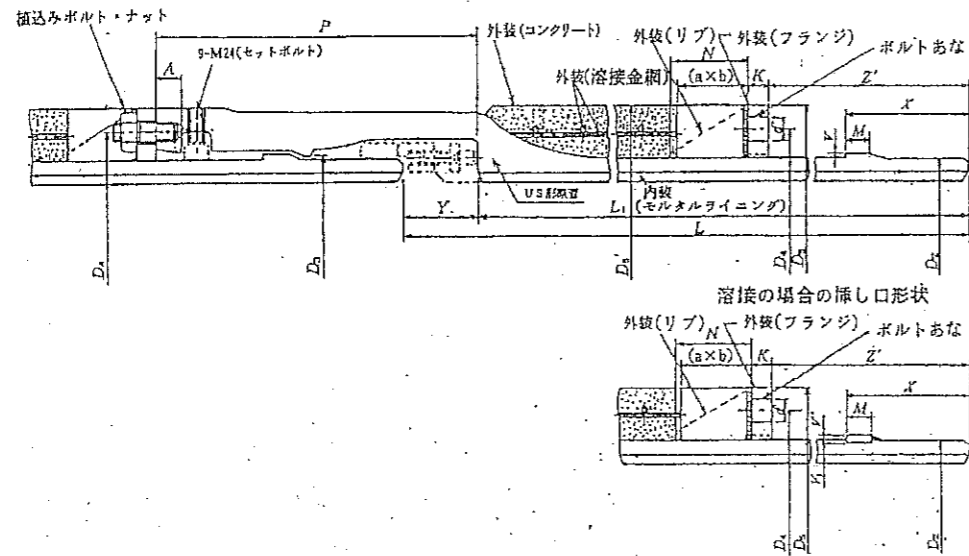 植込みボルト・ナット
P
9-M24(セットボルト)
A
外装(コンクリート)
外装(リブ)
外装(フランジ)
ボルトあな
N
外装(溶接金網)
(a×b)
K
Z'
X
M
V
d
US形原管
内装
(モルタルライニング)
Y
L₁
L
D₄
D₃
D₅'
D₄
D₅
D₂
溶接の場合の挿し口形状
外装(リブ)
外装(フランジ)
ボルトあな
N
(a×b)
K
Z'
X
M
d
V
D₄
D₅
D₂